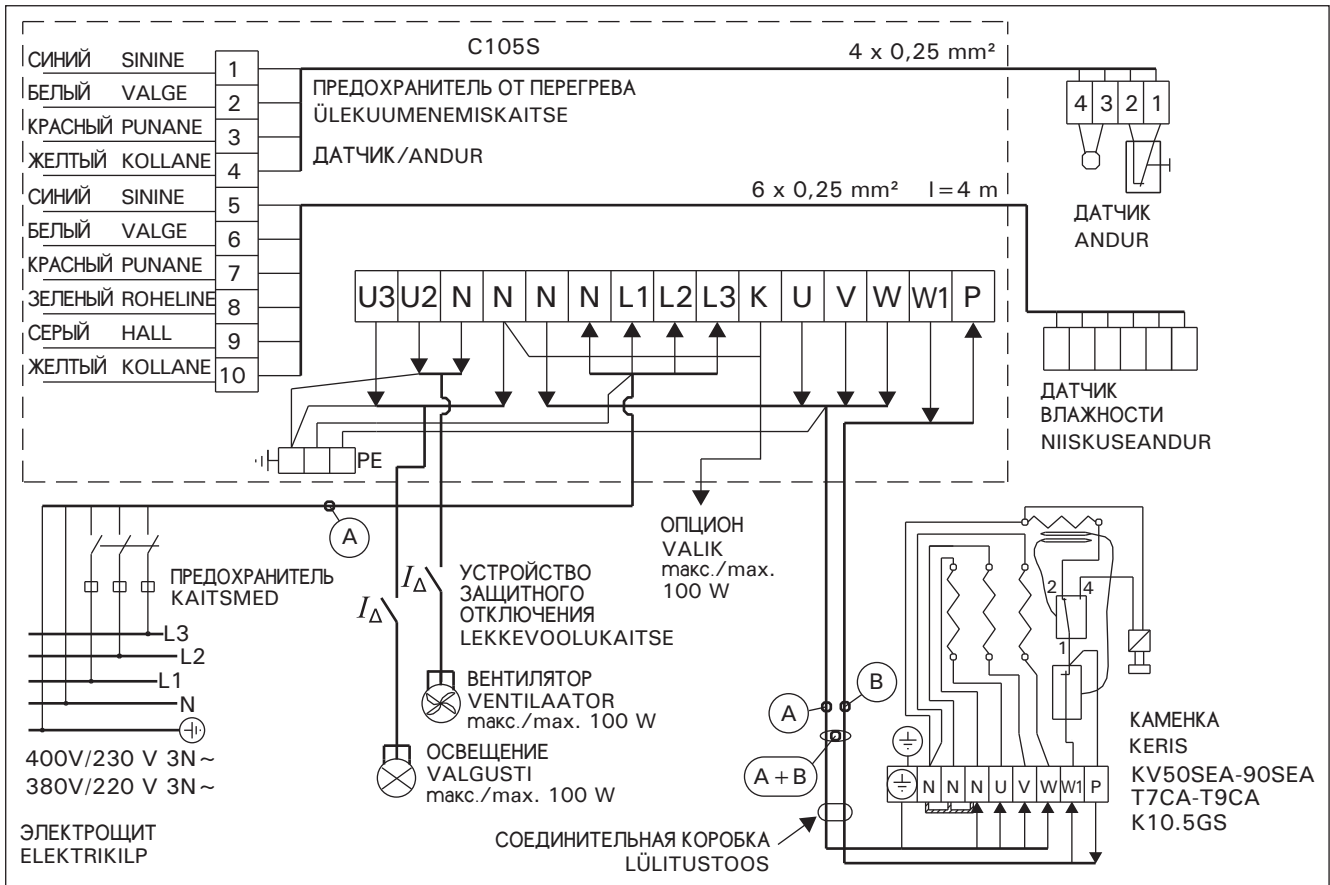 C105S
4 x 0,25 mm²
СИНИЙ SININE 1
БЕЛЫЙ VALGE 2
КРАСНЫЙ PUNANE 3
ЖЕЛТЫЙ KOLLANE 4
СИНИЙ SININE 5
БЕЛЫЙ VALGE 6
КРАСНЫЙ PUNANE 7
ЗЕЛЕНЫЙ ROHELINE 8
СЕРЫЙ HALL 9
ЖЕЛТЫЙ KOLLANE 10
ПРЕДОХРАНИТЕЛЬ ОТ ПЕРЕГРЕВА
ÜLEKUUMENEMISKAITSE
ДАТЧИК/ANDUR
4 3 2 1
ДАТЧИК
ANDUR
6 x 0,25 mm² l=4 m
U3 U2 N N N N L1 L2 L3 K U V W W1 P
ДАТЧИК
ВЛАЖНОСТИ
NIISKUSEANDUR
PE
A
ОПЦИОН
VALIK
макс./max.
100 W
ПРЕДОХРАНИТЕЛЬ
KAITSMED
L3
L2
L1
N
400V/230 V 3N~
380V/220 V 3N~
ЭЛЕКТРОЩИТ
ELEKTRIKILP
I∆
I∆
УСТРОЙСТВО
ЗАЩИТНОГО
ОТКЛЮЧЕНИЯ
LEKKEVOOLUKAITSE
ВЕНТИЛЯТОР
VENTILAATOR
макс./max. 100 W
ОСВЕЩЕНИЕ
VALGUSTI
макс./max. 100 W
A
B
A+B
СОЕДИНИТЕЛЬНАЯ КОРОБКА
LÜLITUSTOOS
2 4
1
N N N U V W W1 P
КАМЕНКА
KERIS
KV50SEA-90SEA
T7CA-T9CA
K10.5GS